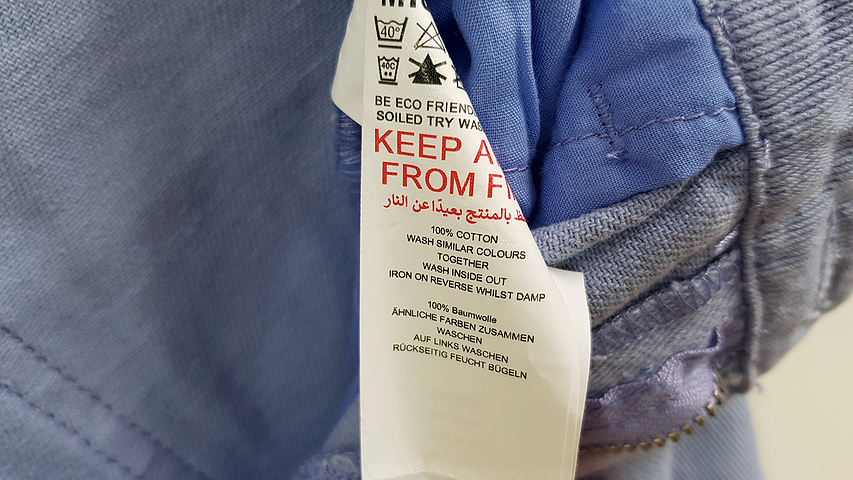 40°
40C
BE ECO FRIEND
SOILED TRY WAS
KEEP A
FROM FI
بالمنتج بعيدًا عن النار
100% COTTON
WASH SIMILAR COLOURS
TOGETHER
WASH INSIDE OUT
IRON ON REVERSE WHILST DAMP
100% Baumwolle
ÄHNLICHE FARBEN ZUSAMMEN
WASCHEN
AUF LINKS WASCHEN
RÜCKSEITIG FEUCHT BÜGELN